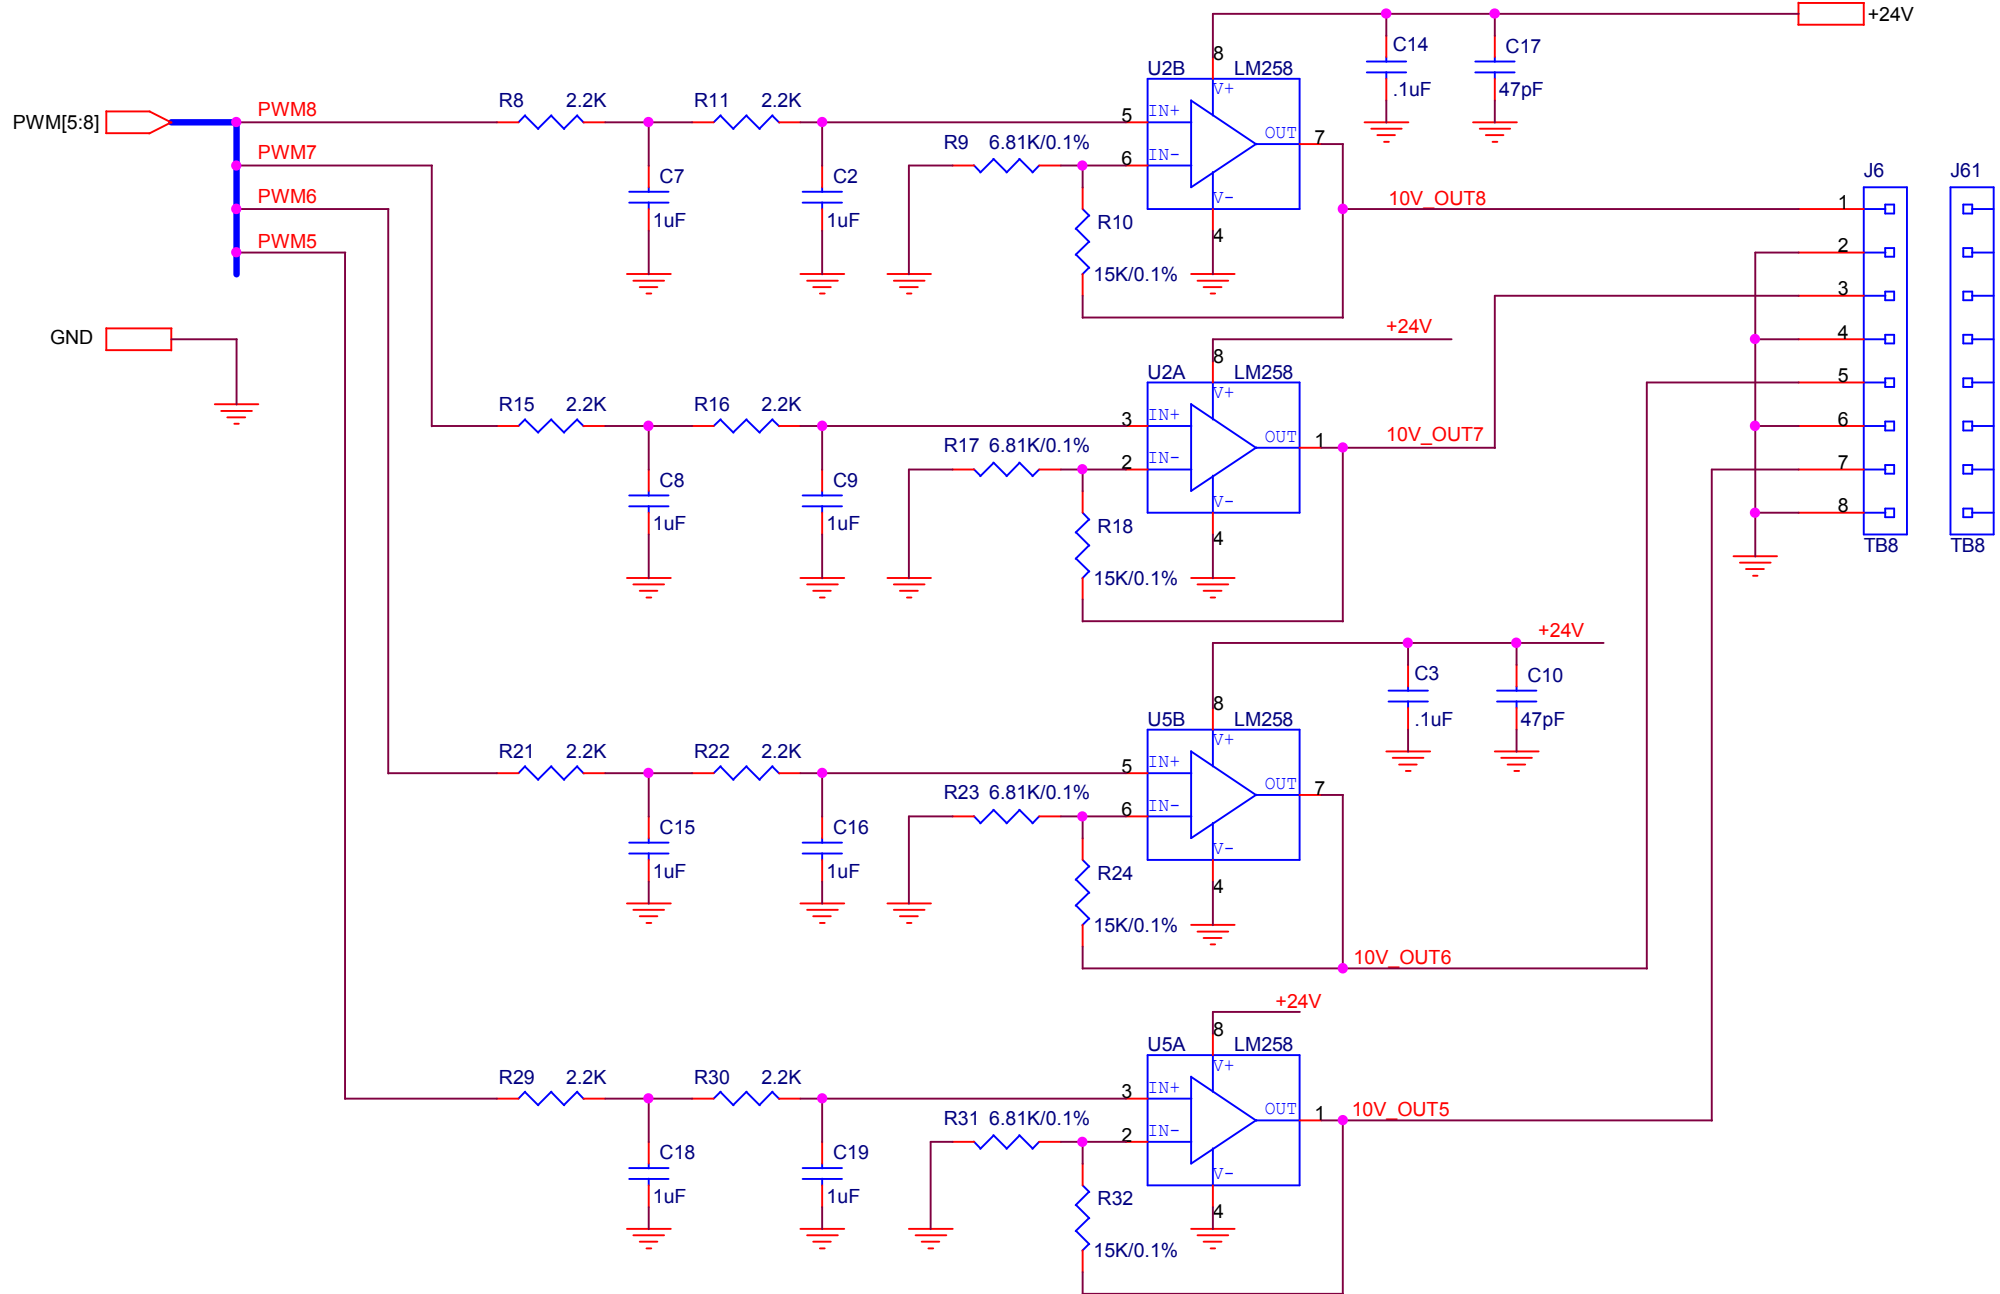 +24V
PWM[5:8]
PWM8
PWM7
PWM6
PWM5
GND
R8 2.2K
R11 2.2K
C7
1uF
C2
1uF
R9 6.81K/0.1%
R10
15K/0.1%
U2B LM258
8
V+
5 IN+
6 IN-
OUT 7
V-
4
C14
.1uF
C17
47pF
10V_OUT8
J6
1
2
3
4
5
6
7
8
TB8
J61
TB8
R15 2.2K
R16 2.2K
C8
1uF
C9
1uF
R17 6.81K/0.1%
R18
15K/0.1%
+24V
U2A LM258
8
V+
3 IN+
2 IN-
OUT 1
V-
4
10V_OUT7
R21 2.2K
R22 2.2K
C15
1uF
C16
1uF
R23 6.81K/0.1%
R24
15K/0.1%
+24V
C3
.1uF
C10
47pF
U5B LM258
8
V+
5 IN+
6 IN-
OUT 7
V-
4
10V_OUT6
R29 2.2K
R30 2.2K
C18
1uF
C19
1uF
R31 6.81K/0.1%
R32
15K/0.1%
+24V
U5A LM258
8
V+
3 IN+
2 IN-
OUT 1
V-
4
10V_OUT5